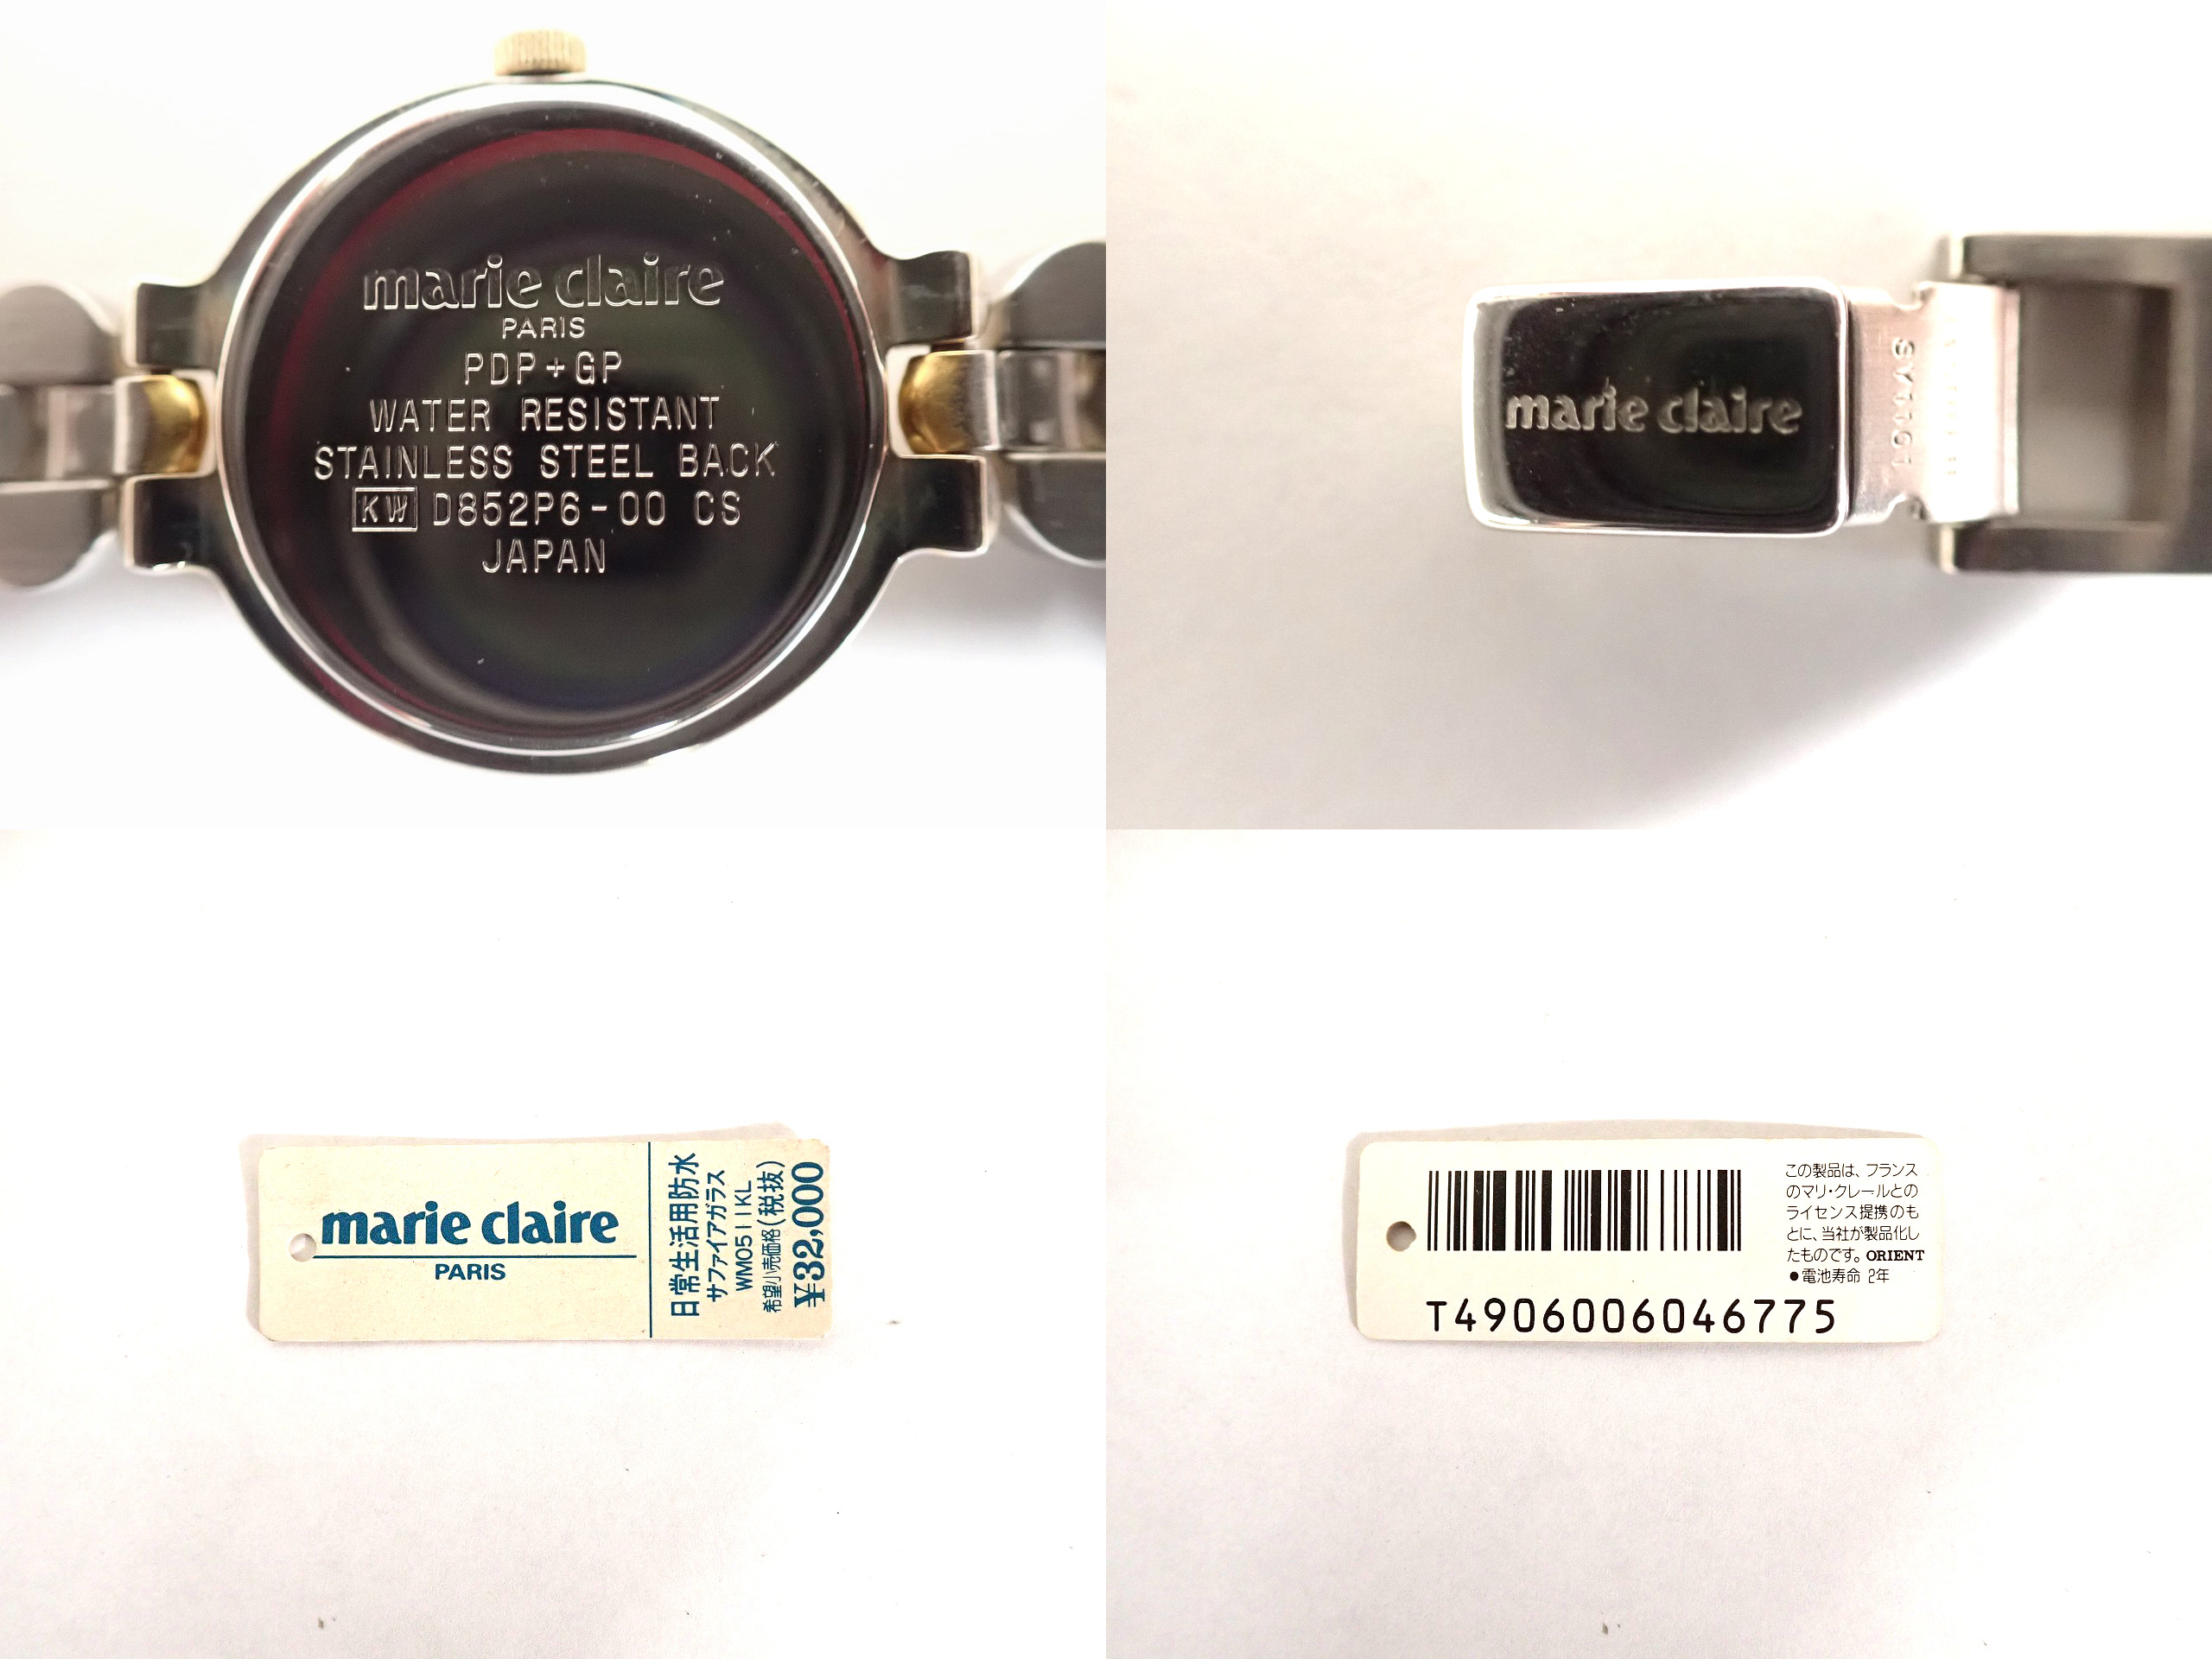 marie claire
PARIS
PDP+GP
WATER RESISTANT
STAINLESS STEEL BACK
KW D852P6-00 CS
JAPAN
marie claire
marie claire
PARIS
日常生活用防水
サファイアガラス
WM0511KL
希望小売価格(税抜)
¥32,000
この製品は、フランス
のマリ・クレールとの
ライセンス提携のも
とに、当社が製品化し
たものです。ORIENT
●電池寿命 2年
T4906006046775